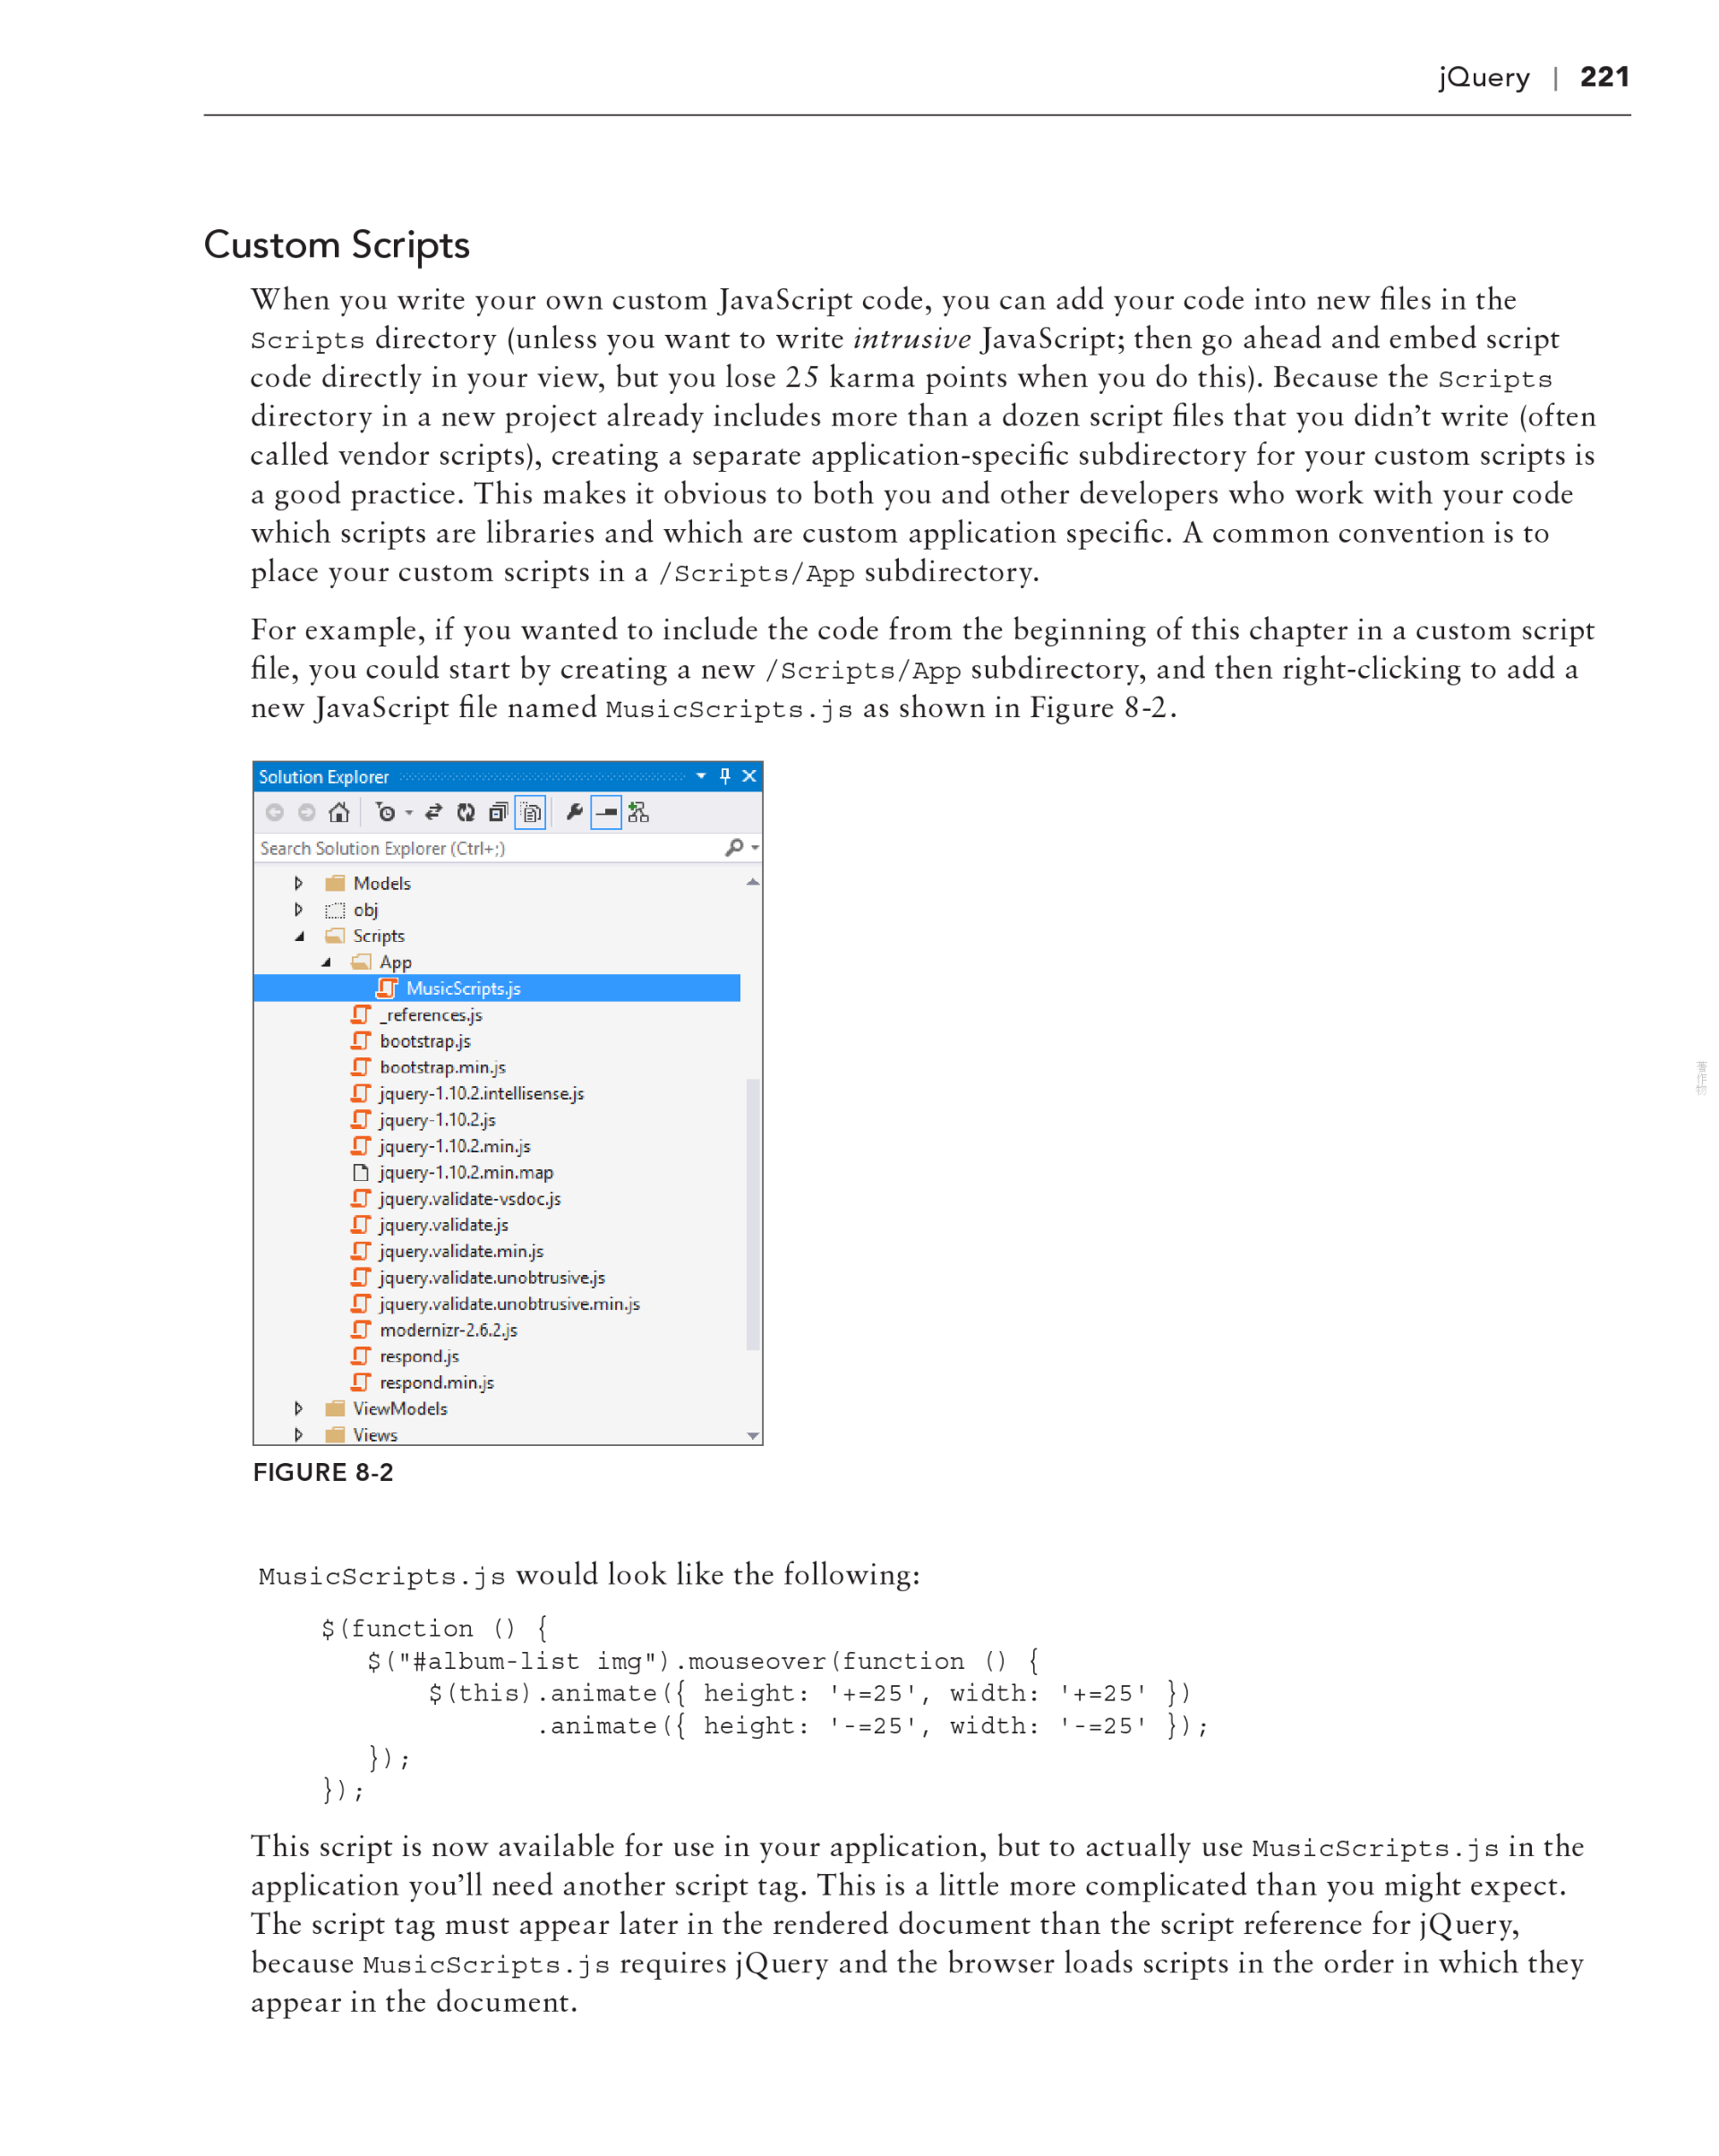 jQuery | 221
Custom Scripts
When you write your own custom JavaScript code, you can add your code into new files in the
Scripts directory (unless you want to write intrusive JavaScript; then go ahead and embed script
code directly in your view, but you lose 25 karma points when you do this). Because the Scripts
directory in a new project already includes more than a dozen script files that you didn’t write (often
called vendor scripts), creating a separate application-specific subdirectory for your custom scripts is
a good practice. This makes it obvious to both you and other developers who work with your code
which scripts are libraries and which are custom application specific. A common convention is to
place your custom scripts in a /Scripts/App subdirectory.
For example, if you wanted to include the code from the beginning of this chapter in a custom script
file, you could start by creating a new /Scripts/App subdirectory, and then right-clicking to add a
new JavaScript file named MusicScripts.js as shown in Figure 8-2.
Solution Explorer
Search Solution Explorer (Ctrl+;)
Models
obj
Scripts
App
MusicScripts.js
_references.js
bootstrap.js
bootstrap.min.js
jquery-1.10.2.intellisense.js
jquery-1.10.2.js
jquery-1.10.2.min.js
jquery-1.10.2.min.map
jquery.validate-vsdoc.js
jquery.validate.js
jquery.validate.min.js
jquery.validate.unobtrusive.js
jquery.validate.unobtrusive.min.js
modernizr-2.6.2.js
respond.js
respond.min.js
ViewModels
Views
FIGURE 8-2
MusicScripts.js would look like the following:
$(function () {
$("#album-list img").mouseover(function () {
$(this).animate({ height: '+=25', width: '+=25' })
.animate({ height: '-=25', width: '-=25' });
});
});
This script is now available for use in your application, but to actually use MusicScripts.js in the
application you’ll need another script tag. This is a little more complicated than you might expect.
The script tag must appear later in the rendered document than the script reference for jQuery,
because MusicScripts.js requires jQuery and the browser loads scripts in the order in which they
appear in the document.
著作物